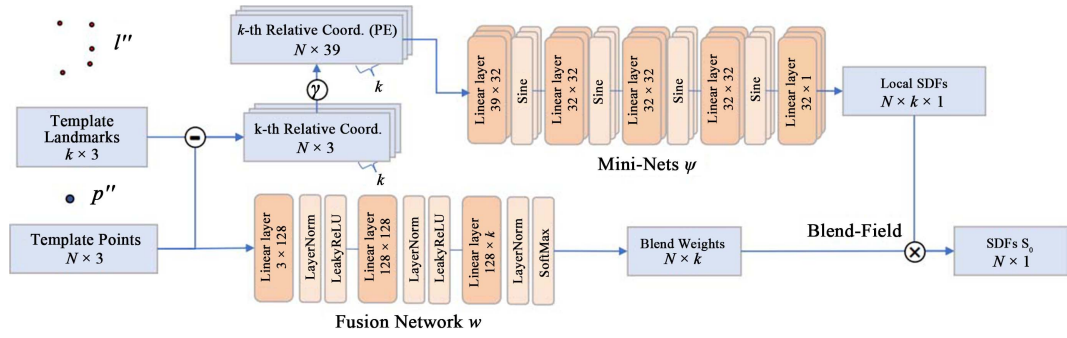 l''
k-th Relative Coord. (PE)
N × 39
k
γ
Template
Landmarks
k × 3
k-th Relative Coord.
N × 3
k
p''
Template Points
N × 3
Linear layer
39 × 32
Sine
Linear layer
32 × 32
Sine
Linear layer
32 × 32
Sine
Linear layer
32 × 32
Sine
Linear layer
32 × 1
Mini-Nets ψ
Local SDFs
N × k × 1
Linear layer
3 × 128
LayerNorm
LeakyReLU
Linear layer
128 × 128
LayerNorm
LeakyReLU
Linear layer
128 × k
LayerNorm
SoftMax
Fusion Network w
Blend Weights
N × k
Blend-Field
SDFs S₀
N × 1